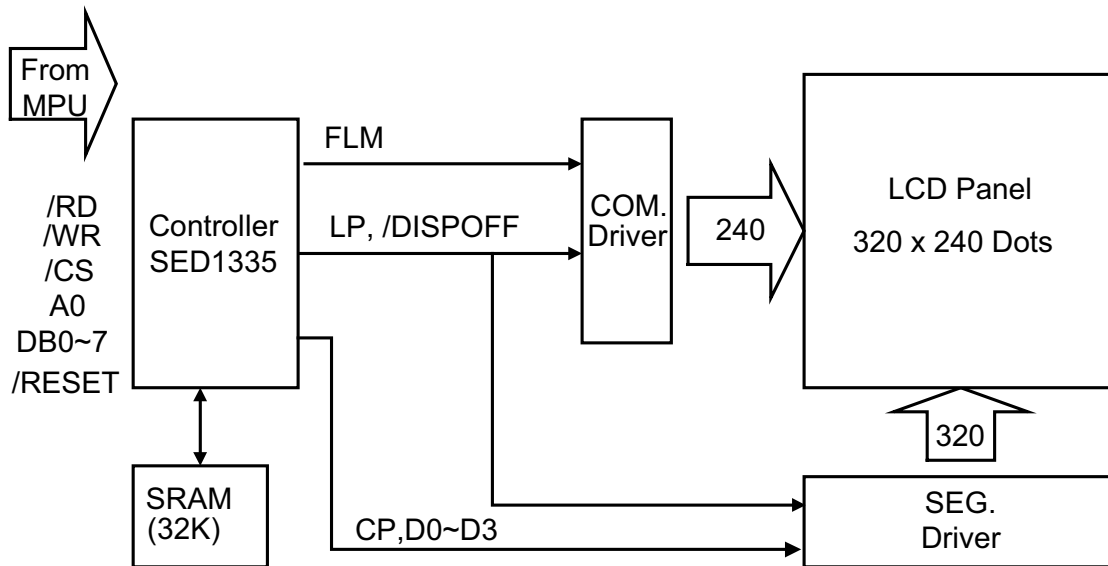 From
MPU
/RD
/WR
/CS
A0
DB0~7
/RESET
Controller
SED1335
SRAM
(32K)
FLM
LP, /DISPOFF
CP,D0~D3
COM.
Driver
240
LCD Panel
320 x 240 Dots
320
SEG.
Driver